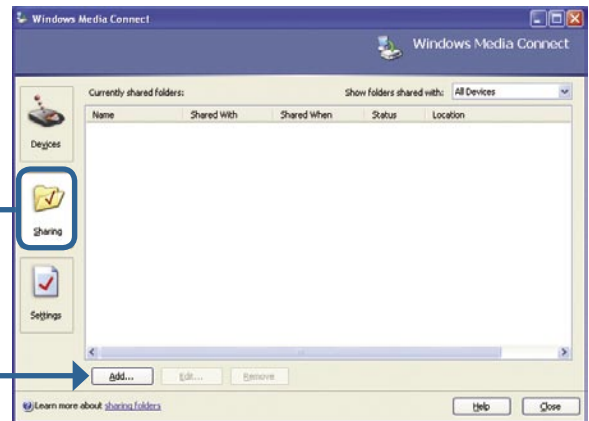 Windows Media Connect
Windows Media Connect
Currently shared folders:
Show folders shared with: All Devices
Name Shared With Shared When Status Location
Devices
Sharing
Settings
Add... Edit... Remove
Learn more about sharing folders
Help Close